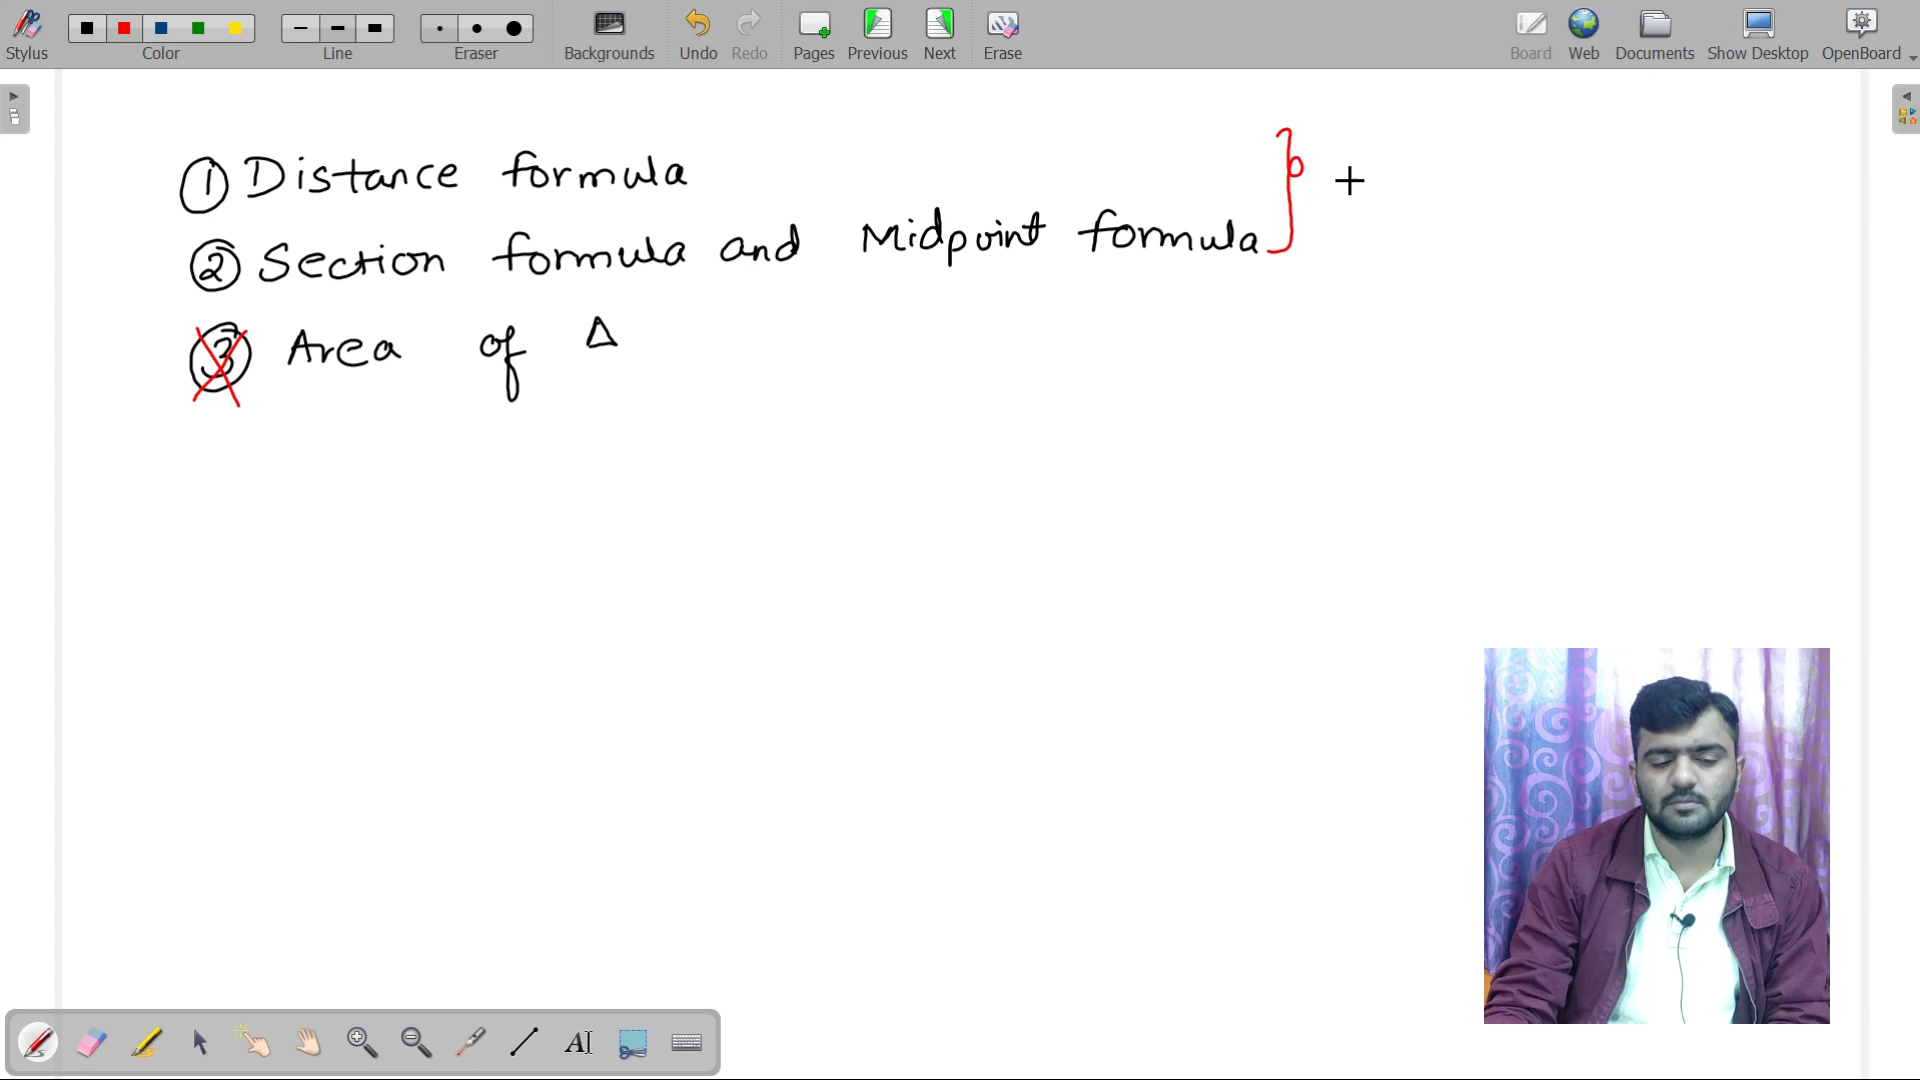 Stylus Color Line Eraser Backgrounds Undo Redo Pages Previous Next Erase Board Web Documents Show Desktop OpenBoard
① Distance formula
② Section formula and Midpoint formula
③ Area of Δ
AI